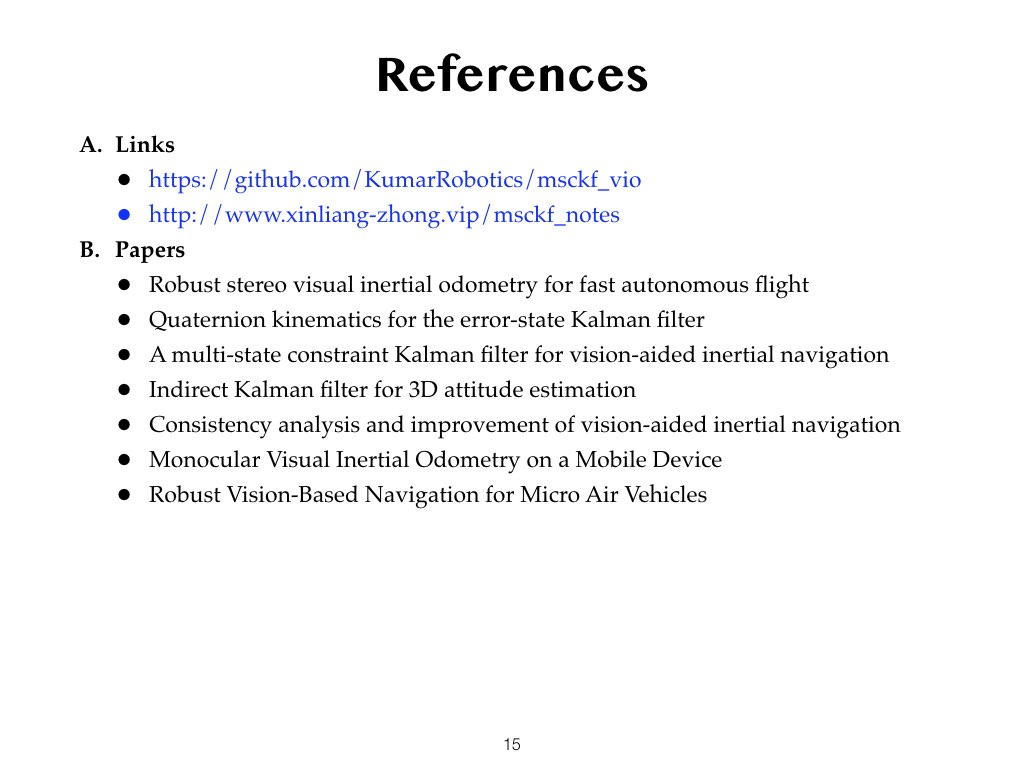 References
A. Links
● https://github.com/KumarRobotics/msckf_vio
● http://www.xinliang-zhong.vip/msckf_notes
B. Papers
● Robust stereo visual inertial odometry for fast autonomous flight
● Quaternion kinematics for the error-state Kalman filter
● A multi-state constraint Kalman filter for vision-aided inertial navigation
● Indirect Kalman filter for 3D attitude estimation
● Consistency analysis and improvement of vision-aided inertial navigation
● Monocular Visual Inertial Odometry on a Mobile Device
● Robust Vision-Based Navigation for Micro Air Vehicles
15